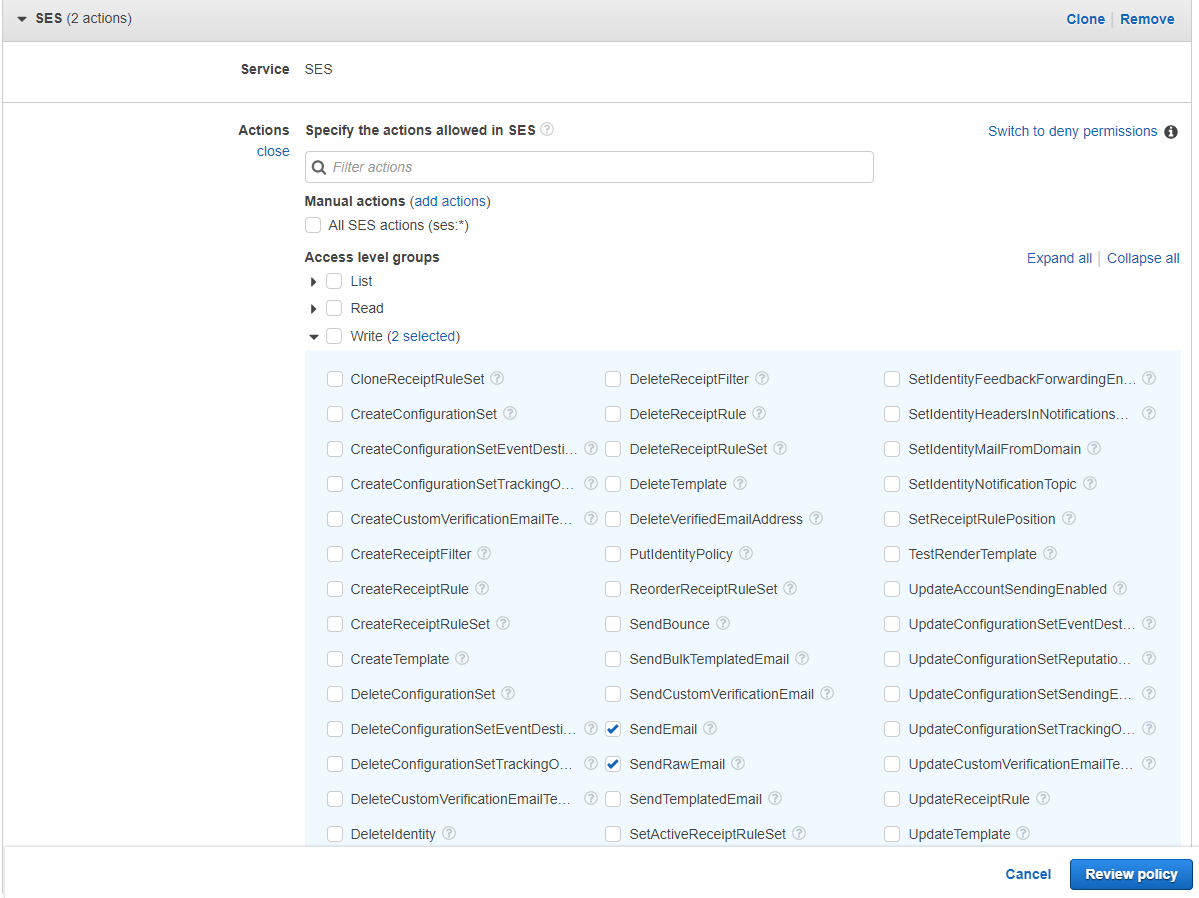 SES (2 actions) Clone Remove
Service SES
Actions Specify the actions allowed in SES ? Switch to deny permissions i
close
Filter actions
Manual actions (add actions)
All SES actions (ses:*)
Access level groups Expand all Collapse all
List
Read
Write (2 selected)
CloneReceiptRuleSet ? DeleteReceiptFilter ? SetIdentityFeedbackForwardingEn... ?
CreateConfigurationSet ? DeleteReceiptRule ? SetIdentityHeadersInNotifications... ?
CreateConfigurationSetEventDesti... ? DeleteReceiptRuleSet ? SetIdentityMailFromDomain ?
CreateConfigurationSetTrackingO... ? DeleteTemplate ? SetIdentityNotificationTopic ?
CreateCustomVerificationEmailTe... ? DeleteVerifiedEmailAddress ? SetReceiptRulePosition ?
CreateReceiptFilter ? PutIdentityPolicy ? TestRenderTemplate ?
CreateReceiptRule ? ReorderReceiptRuleSet ? UpdateAccountSendingEnabled ?
CreateReceiptRuleSet ? SendBounce ? UpdateConfigurationSetEventDest... ?
CreateTemplate ? SendBulkTemplatedEmail ? UpdateConfigurationSetReputatio... ?
DeleteConfigurationSet ? SendCustomVerificationEmail ? UpdateConfigurationSetSendingE... ?
DeleteConfigurationSetEventDesti... ? SendEmail ? UpdateConfigurationSetTrackingO... ?
DeleteConfigurationSetTrackingO... ? SendRawEmail ? UpdateCustomVerificationEmailTe... ?
DeleteCustomVerificationEmailTe... ? SendTemplatedEmail ? UpdateReceiptRule ?
DeleteIdentity ? SetActiveReceiptRuleSet ? UpdateTemplate ?
Cancel Review policy